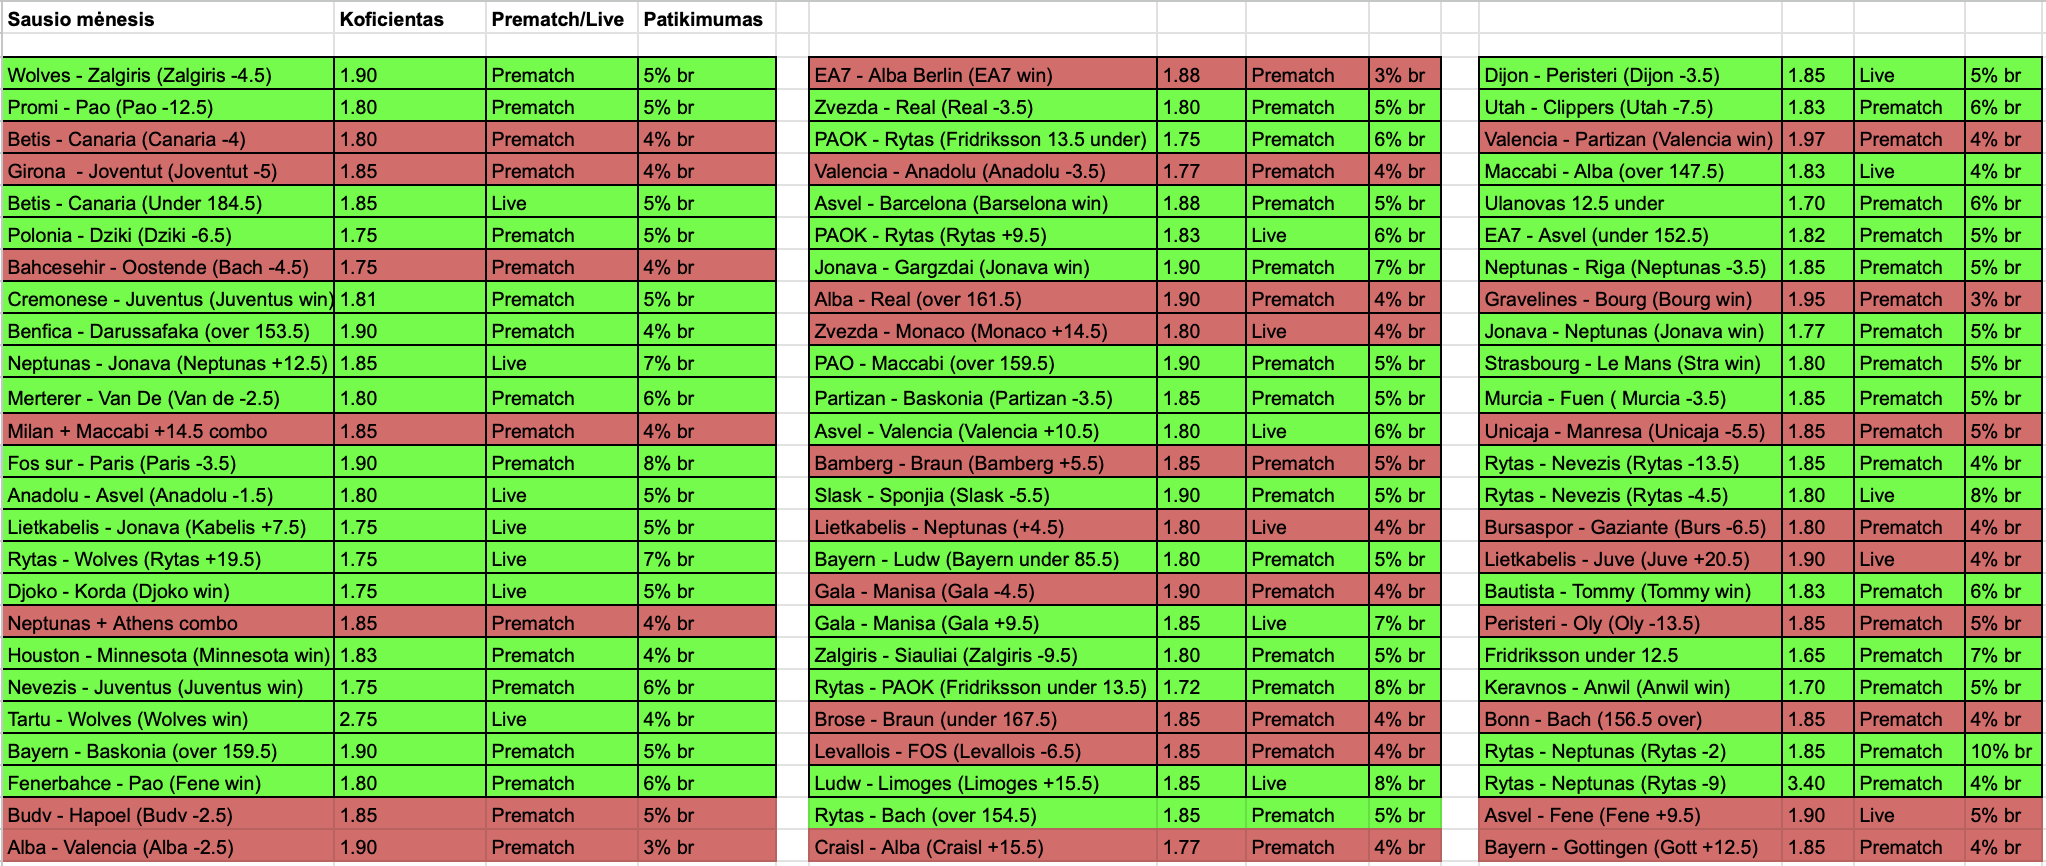 Sausio mėnesis Koficientas Prematch/Live Patikimumas
Wolves - Zalgiris (Zalgiris -4.5) 1.90 Prematch 5% br EA7 - Alba Berlin (EA7 win) 1.88 Prematch 3% br Dijon - Peristeri (Dijon -3.5) 1.85 Live 5% br
Promi - Pao (Pao -12.5) 1.80 Prematch 5% br Zvezda - Real (Real -3.5) 1.80 Prematch 5% br Utah - Clippers (Utah -7.5) 1.83 Prematch 6% br
Betis - Canaria (Canaria -4) 1.80 Prematch 4% br PAOK - Rytas (Fridriksson 13.5 under) 1.75 Prematch 6% br Valencia - Partizan (Valencia win) 1.97 Prematch 4% br
Girona  - Joventut (Joventut -5) 1.85 Prematch 4% br Valencia - Anadolu (Anadolu -3.5) 1.77 Prematch 4% br Maccabi - Alba (over 147.5) 1.83 Live 4% br
Betis - Canaria (Under 184.5) 1.85 Live 5% br Asvel - Barcelona (Barselona win) 1.88 Prematch 5% br Ulanovas 12.5 under 1.70 Prematch 6% br
Polonia - Dziki (Dziki -6.5) 1.75 Prematch 5% br PAOK - Rytas (Rytas +9.5) 1.83 Live 6% br EA7 - Asvel (under 152.5) 1.82 Prematch 5% br
Bahcesehir - Oostende (Bach -4.5) 1.75 Prematch 4% br Jonava - Gargzdai (Jonava win) 1.90 Prematch 7% br Neptunas - Riga (Neptunas -3.5) 1.85 Prematch 5% br
Cremonese - Juventus (Juventus win) 1.81 Prematch 5% br Alba - Real (over 161.5) 1.90 Prematch 4% br Gravelines - Bourg (Bourg win) 1.95 Prematch 3% br
Benfica - Darussafaka (over 153.5) 1.90 Prematch 4% br Zvezda - Monaco (Monaco +14.5) 1.80 Live 4% br Jonava - Neptunas (Jonava win) 1.77 Prematch 5% br
Neptunas - Jonava (Neptunas +12.5) 1.85 Live 7% br PAO - Maccabi (over 159.5) 1.90 Prematch 5% br Strasbourg - Le Mans (Stra win) 1.80 Prematch 5% br
Merterer - Van De (Van de -2.5) 1.80 Prematch 6% br Partizan - Baskonia (Partizan -3.5) 1.85 Prematch 5% br Murcia - Fuen ( Murcia -3.5) 1.85 Prematch 5% br
Milan + Maccabi +14.5 combo 1.85 Prematch 4% br Asvel - Valencia (Valencia +10.5) 1.80 Live 6% br Unicaja - Manresa (Unicaja -5.5) 1.85 Prematch 5% br
Fos sur - Paris (Paris -3.5) 1.90 Prematch 8% br Bamberg - Braun (Bamberg +5.5) 1.85 Prematch 5% br Rytas - Nevezis (Rytas -13.5) 1.85 Prematch 4% br
Anadolu - Asvel (Anadolu -1.5) 1.80 Live 5% br Slask - Sponjia (Slask -5.5) 1.90 Prematch 5% br Rytas - Nevezis (Rytas -4.5) 1.80 Live 8% br
Lietkabelis - Jonava (Kabelis +7.5) 1.75 Live 5% br Lietkabelis - Neptunas (+4.5) 1.80 Live 4% br Bursaspor - Gaziante (Burs -6.5) 1.80 Prematch 4% br
Rytas - Wolves (Rytas +19.5) 1.75 Live 7% br Bayern - Ludw (Bayern under 85.5) 1.80 Prematch 5% br Lietkabelis - Juve (Juve +20.5) 1.90 Live 4% br
Djoko - Korda (Djoko win) 1.75 Live 5% br Gala - Manisa (Gala -4.5) 1.90 Prematch 4% br Bautista - Tommy (Tommy win) 1.83 Prematch 6% br
Neptunas + Athens combo 1.85 Prematch 4% br Gala - Manisa (Gala +9.5) 1.85 Live 7% br Peristeri - Oly (Oly -13.5) 1.85 Prematch 5% br
Houston - Minnesota (Minnesota win) 1.83 Prematch 4% br Zalgiris - Siauliai (Zalgiris -9.5) 1.80 Prematch 5% br Fridriksson under 12.5 1.65 Prematch 7% br
Nevezis - Juventus (Juventus win) 1.75 Prematch 6% br Rytas - PAOK (Fridriksson under 13.5) 1.72 Prematch 8% br Keravnos - Anwil (Anwil win) 1.70 Prematch 5% br
Tartu - Wolves (Wolves win) 2.75 Live 4% br Brose - Braun (under 167.5) 1.85 Prematch 4% br Bonn - Bach (156.5 over) 1.85 Prematch 4% br
Bayern - Baskonia (over 159.5) 1.90 Prematch 5% br Levallois - FOS (Levallois -6.5) 1.85 Prematch 4% br Rytas - Neptunas (Rytas -2) 1.85 Prematch 10% br
Fenerbahce - Pao (Fene win) 1.80 Prematch 6% br Ludw - Limoges (Limoges +15.5) 1.85 Live 8% br Rytas - Neptunas (Rytas -9) 3.40 Prematch 4% br
Budv - Hapoel (Budv -2.5) 1.85 Prematch 5% br Rytas - Bach (over 154.5) 1.85 Prematch 5% br Asvel - Fene (Fene +9.5) 1.90 Live 5% br
Alba - Valencia (Alba -2.5) 1.90 Prematch 3% br Craisl - Alba (Craisl +15.5) 1.77 Prematch 4% br Bayern - Gottingen (Gott +12.5) 1.85 Prematch 4% br